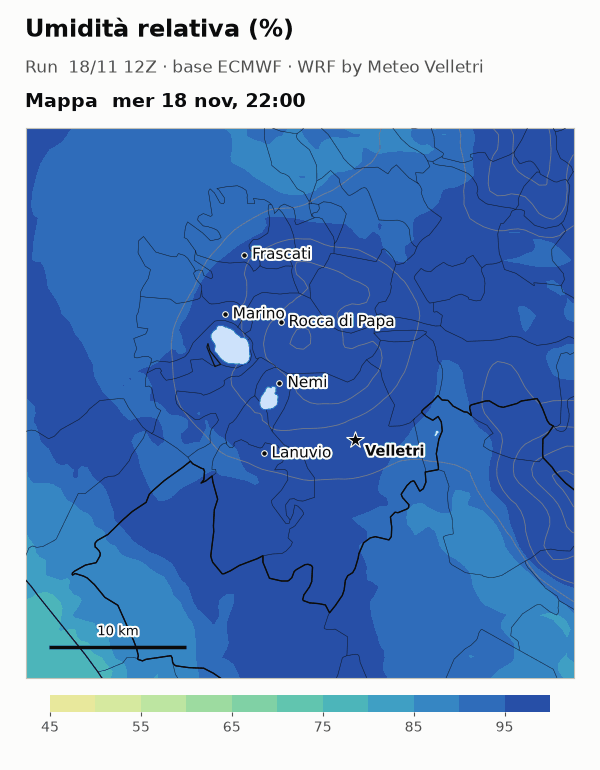 Umidità relativa (%)
Run  18/11 12Z · base ECMWF · WRF by Meteo Velletri
Mappa  mer 18 nov, 22:00
Frascati
Marino
Rocca di Papa
Nemi
Velletri
Lanuvio
10 km
45 55 65 75 85 95